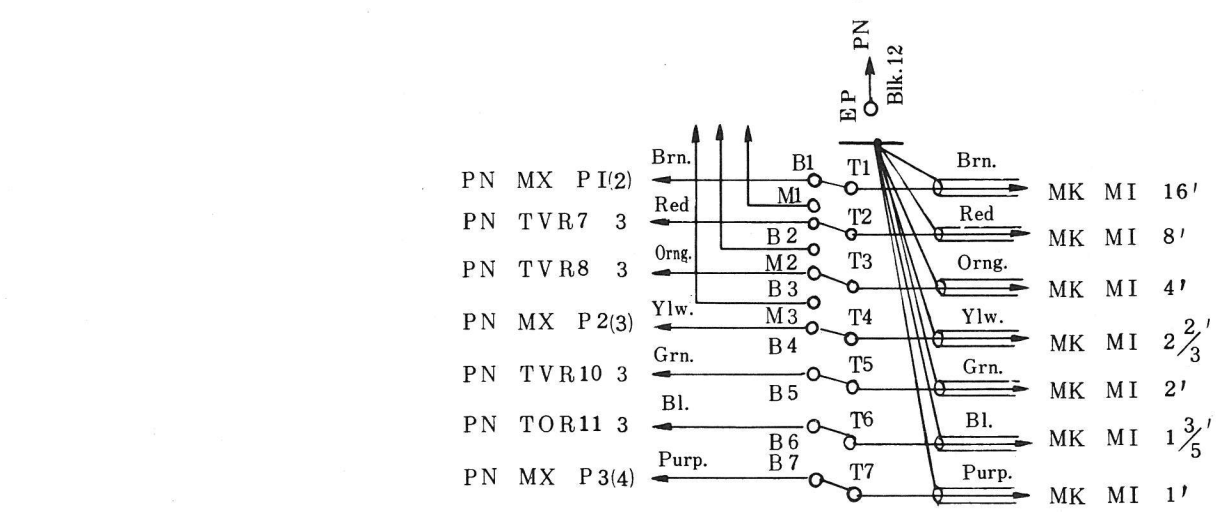 PN
Blk.12
EP
Brn. B1 T1 Brn.
PN MX PI(2) MK MI 16'
M1
Red T2 Red
PN TVR7 3 MK MI 8'
B2
Orng. M2 T3 Orng.
PN TVR8 3 MK MI 4'
B3
Ylw. M3 T4 Ylw.
PN MX P2(3) MK MI 2 2/3'
B4
Grn. T5 Grn.
PN TVR10 3 MK MI 2'
B5
Bl. T6 Bl.
PN TOR11 3 MK MI 1 3/5'
B6
Purp. B7 T7 Purp.
PN MX P3(4) MK MI 1'